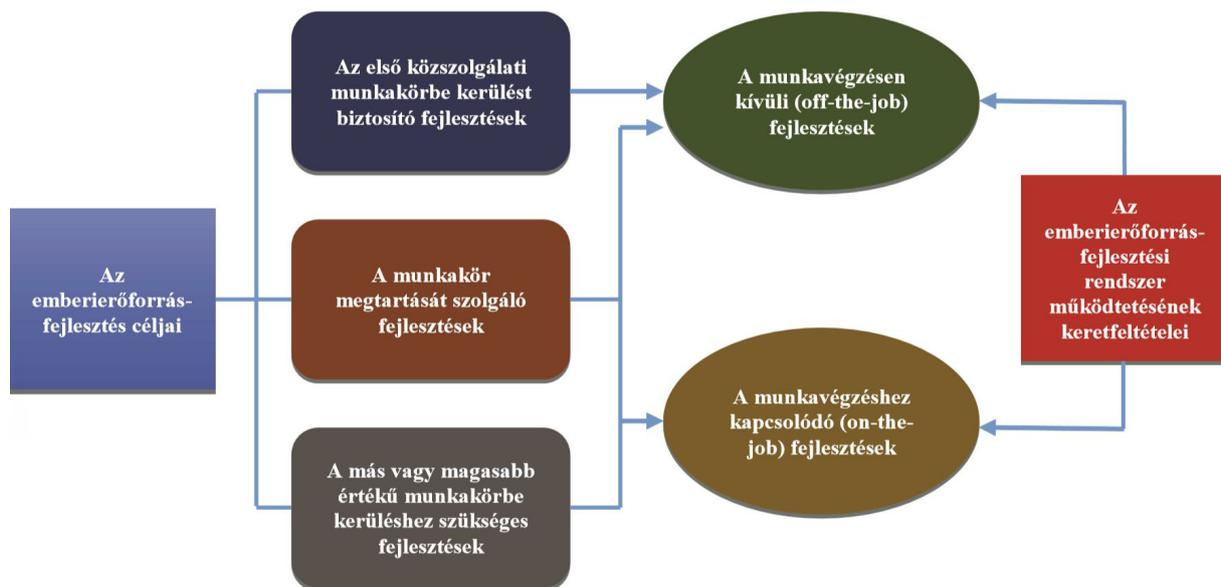 Az
emberierőforrás-
fejlesztés céljai
Az első közszolgálati
munkakörbe kerülést
biztosító fejlesztések
A munkakör
megtartását szolgáló
fejlesztések
A más vagy magasabb
értékű munkakörbe
kerüléshez szükséges
fejlesztések
A munkavégzésen
kívüli (off-the-job)
fejlesztések
A munkavégzéshez
kapcsolódó (on-the-
job) fejlesztések
Az
emberierőforrás-
fejlesztési
rendszer
működtetésének
keretfeltételei